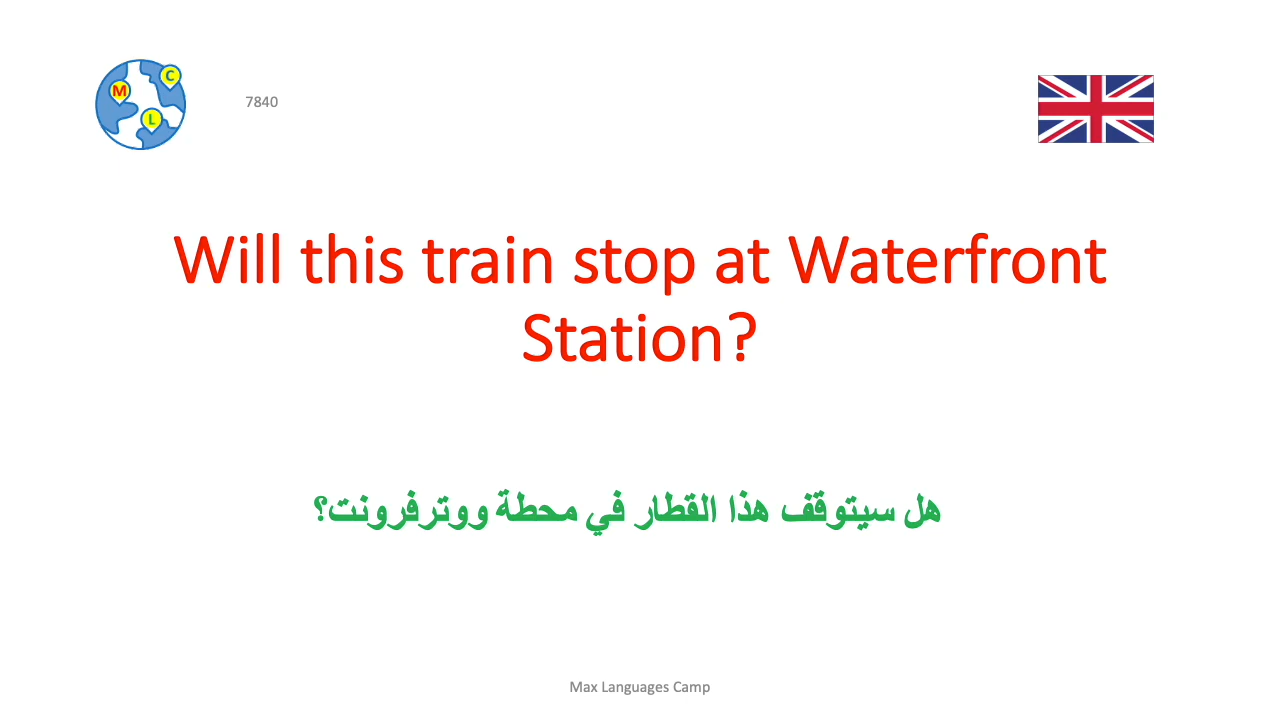 M
C
L
7840
Will this train stop at Waterfront
Station?
هل سيتوقف هذا القطار في محطة ووترفرونت؟
Max Languages Camp